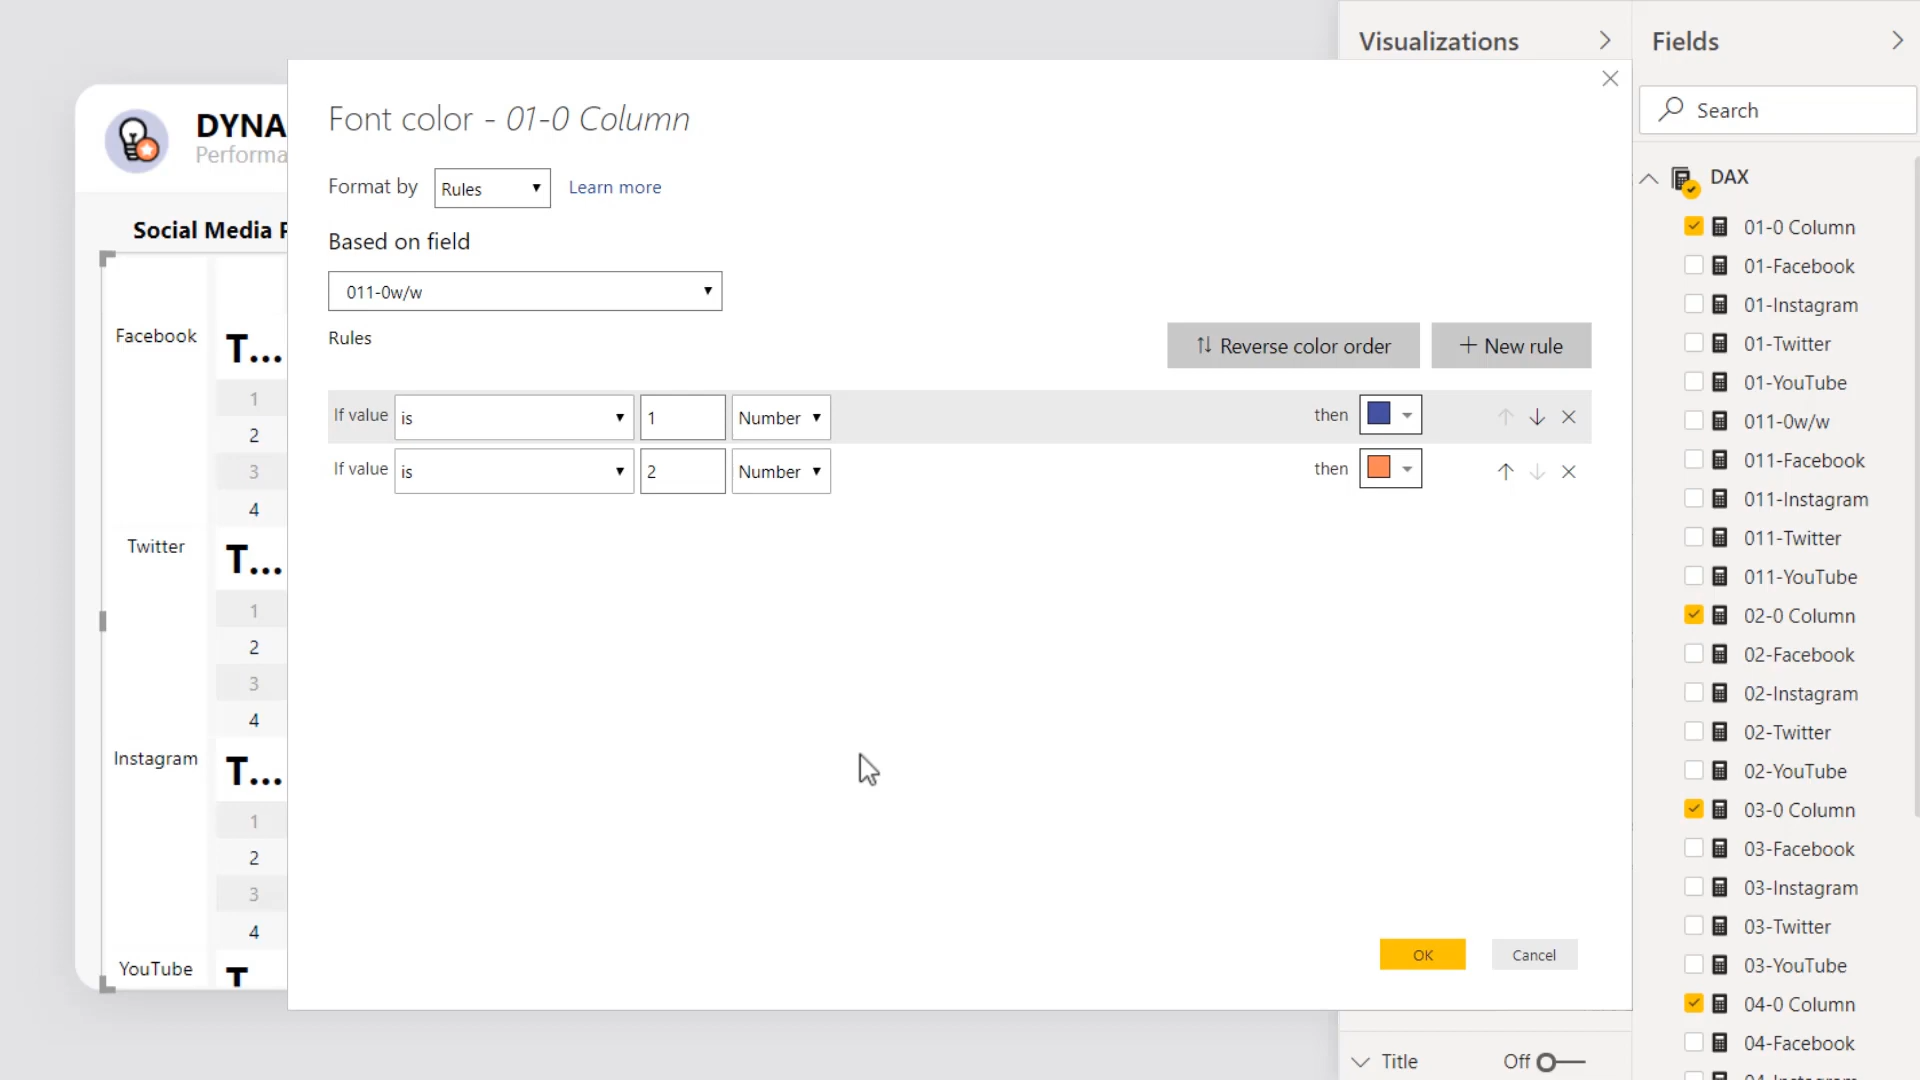 Visualizations
Fields
Search
DYNA
Performa
Social Media P
Facebook
T...
1
2
3
4
Twitter
T...
1
2
3
4
Instagram
T...
1
2
3
4
YouTube
T
Font color - 01-0 Column
Format by Rules Learn more
Based on field
011-0w/w
Rules
Reverse color order
New rule
If value is 1 Number then
If value is 2 Number then
OK
Cancel
Title Off
DAX
01-0 Column
01-Facebook
01-Instagram
01-Twitter
01-YouTube
011-0w/w
011-Facebook
011-Instagram
011-Twitter
011-YouTube
02-0 Column
02-Facebook
02-Instagram
02-Twitter
02-YouTube
03-0 Column
03-Facebook
03-Instagram
03-Twitter
03-YouTube
04-0 Column
04-Facebook